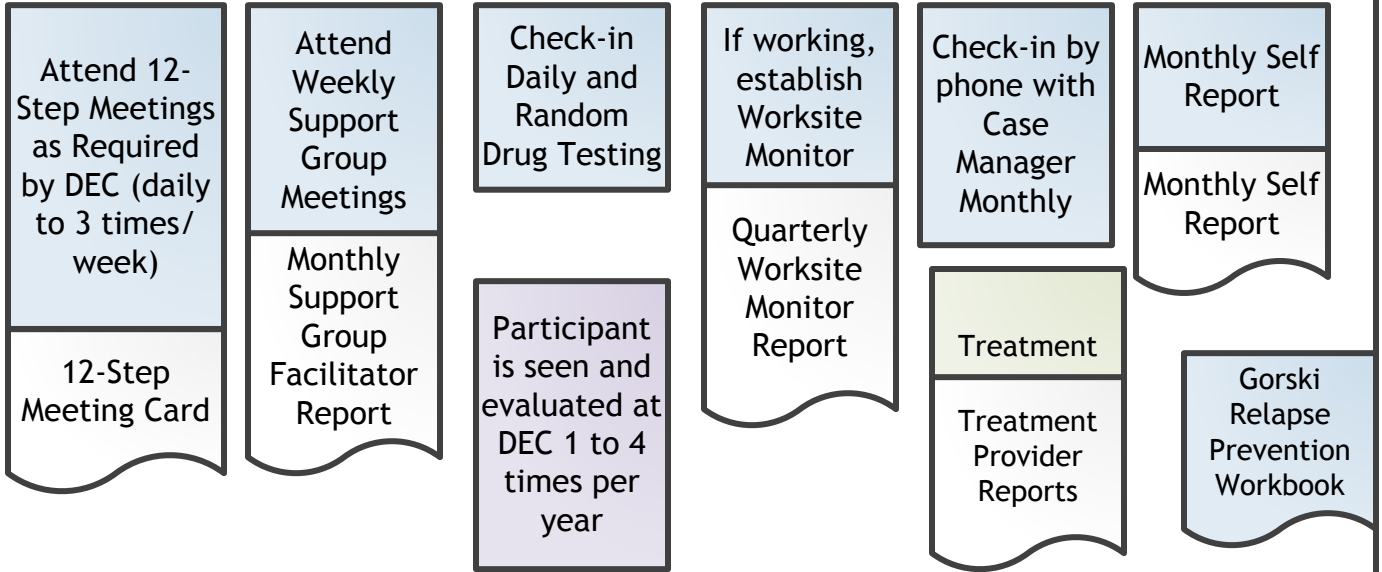 Attend 12-
Step Meetings
as Required
by DEC (daily
to 3 times/
week)
12-Step
Meeting Card
Attend
Weekly
Support
Group
Meetings
Monthly
Support
Group
Facilitator
Report
Check-in
Daily and
Random
Drug Testing
Participant
is seen and
evaluated at
DEC 1 to 4
times per
year
If working,
establish
Worksite
Monitor
Quarterly
Worksite
Monitor
Report
Check-in by
phone with
Case
Manager
Monthly
Treatment
Treatment
Provider
Reports
Monthly Self
Report
Monthly Self
Report
Gorski
Relapse
Prevention
Workbook